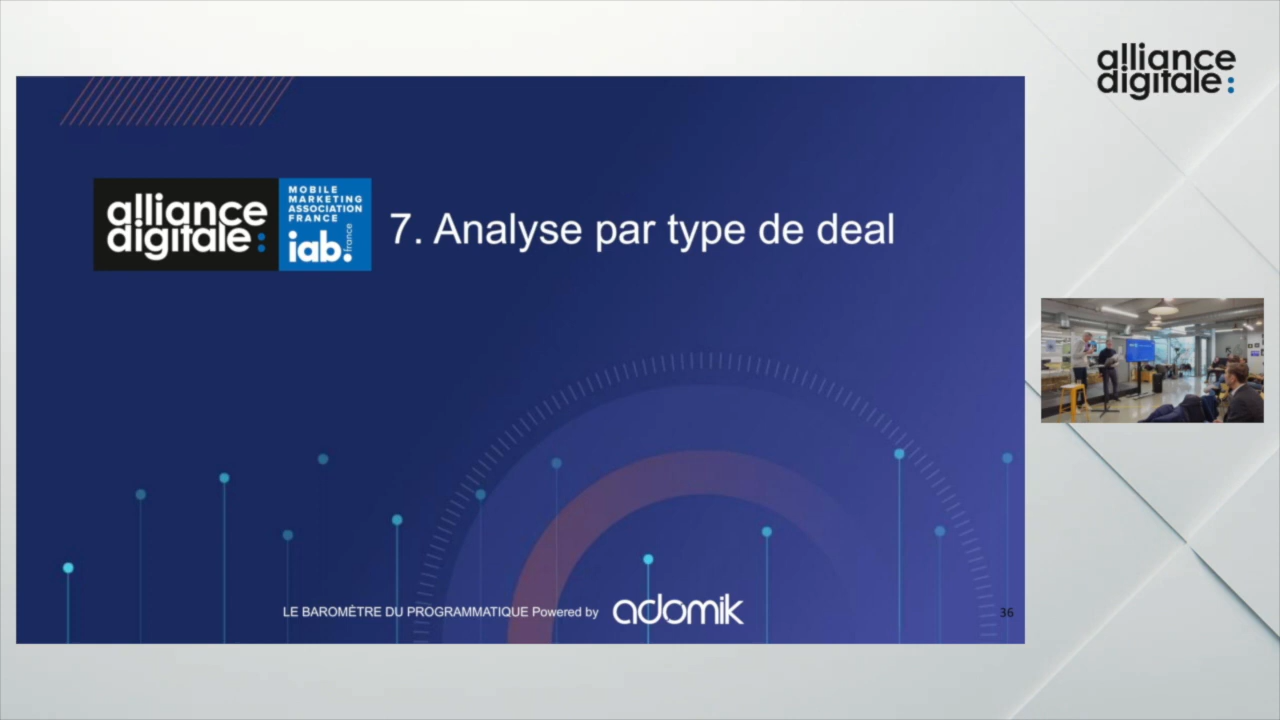 alliance
digitale:
alliance
digitale:
MOBILE
MARKETING
ASSOCIATION
FRANCE
iab.
france
7. Analyse par type de deal
LE BAROMÈTRE DU PROGRAMMATIQUE Powered by adomik
36